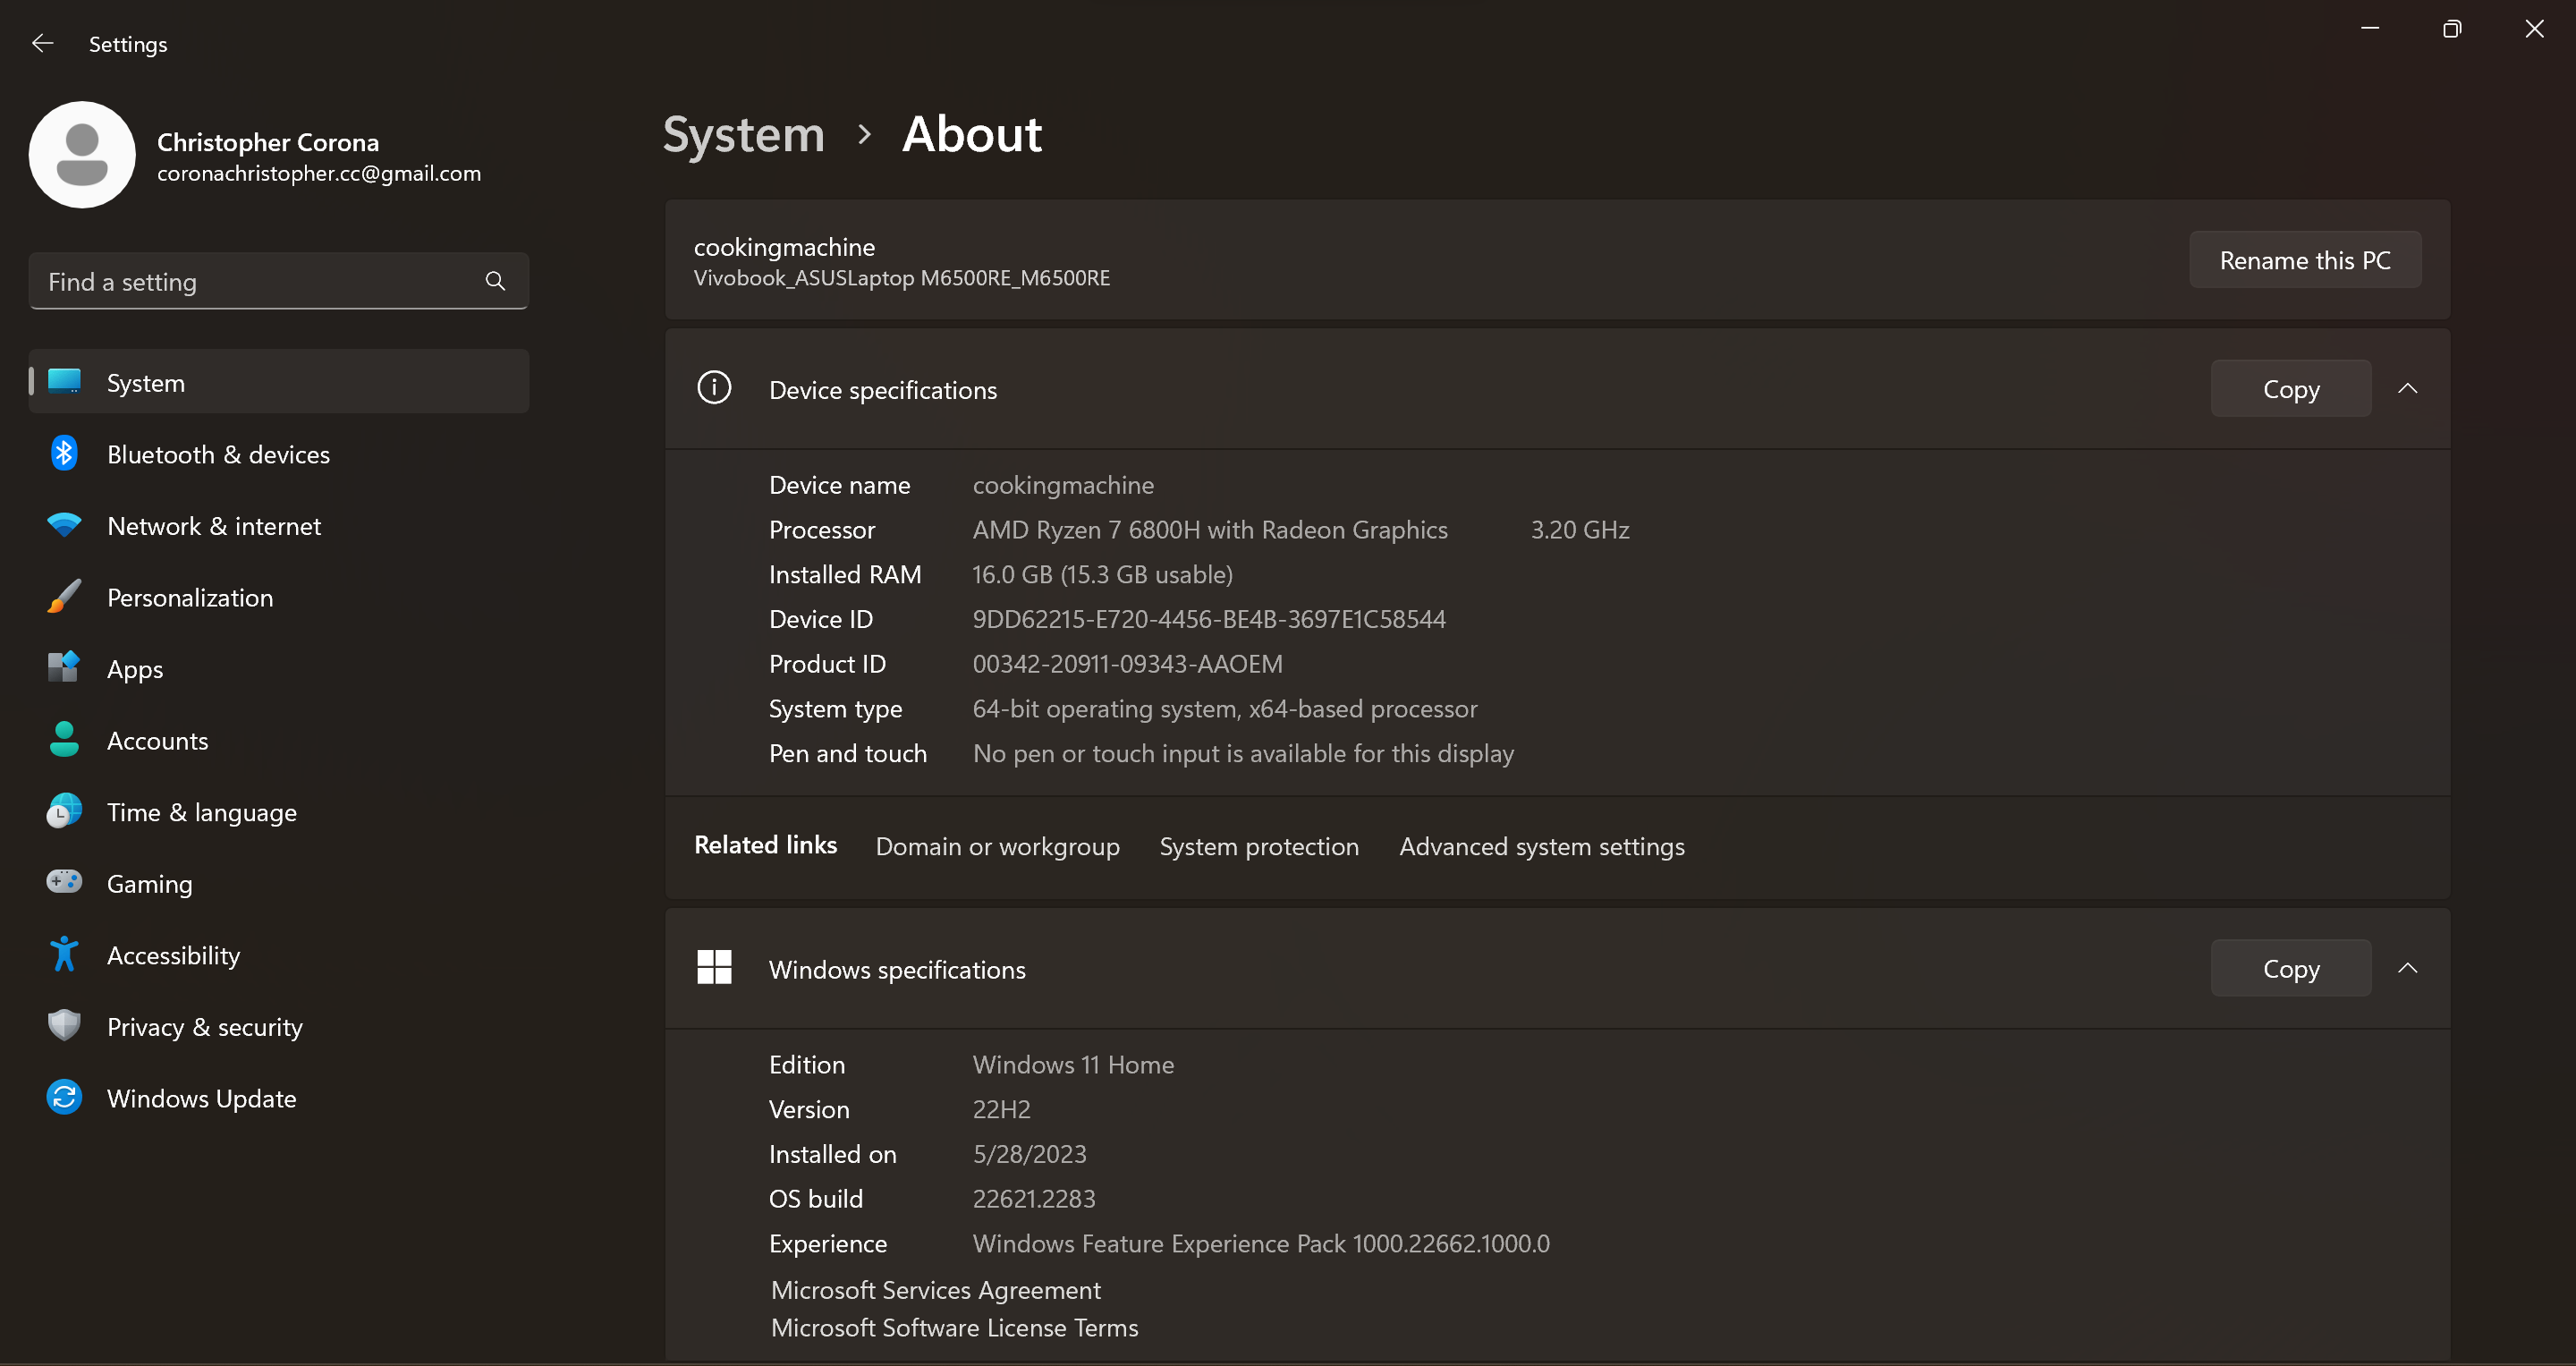 Settings
Christopher Corona
coronachristopher.cc@gmail.com
Find a setting
System
Bluetooth & devices
Network & internet
Personalization
Apps
Accounts
Time & language
Gaming
Accessibility
Privacy & security
Windows Update
System > About
cookingmachine
Vivobook_ASUSLaptop M6500RE_M6500RE
Rename this PC
Device specifications
Copy
Device name cookingmachine
Processor AMD Ryzen 7 6800H with Radeon Graphics 3.20 GHz
Installed RAM 16.0 GB (15.3 GB usable)
Device ID 9DD62215-E720-4456-BE4B-3697E1C58544
Product ID 00342-20911-09343-AAOEM
System type 64-bit operating system, x64-based processor
Pen and touch No pen or touch input is available for this display
Related links Domain or workgroup System protection Advanced system settings
Windows specifications
Copy
Edition Windows 11 Home
Version 22H2
Installed on 5/28/2023
OS build 22621.2283
Experience Windows Feature Experience Pack 1000.22662.1000.0
Microsoft Services Agreement
Microsoft Software License Terms